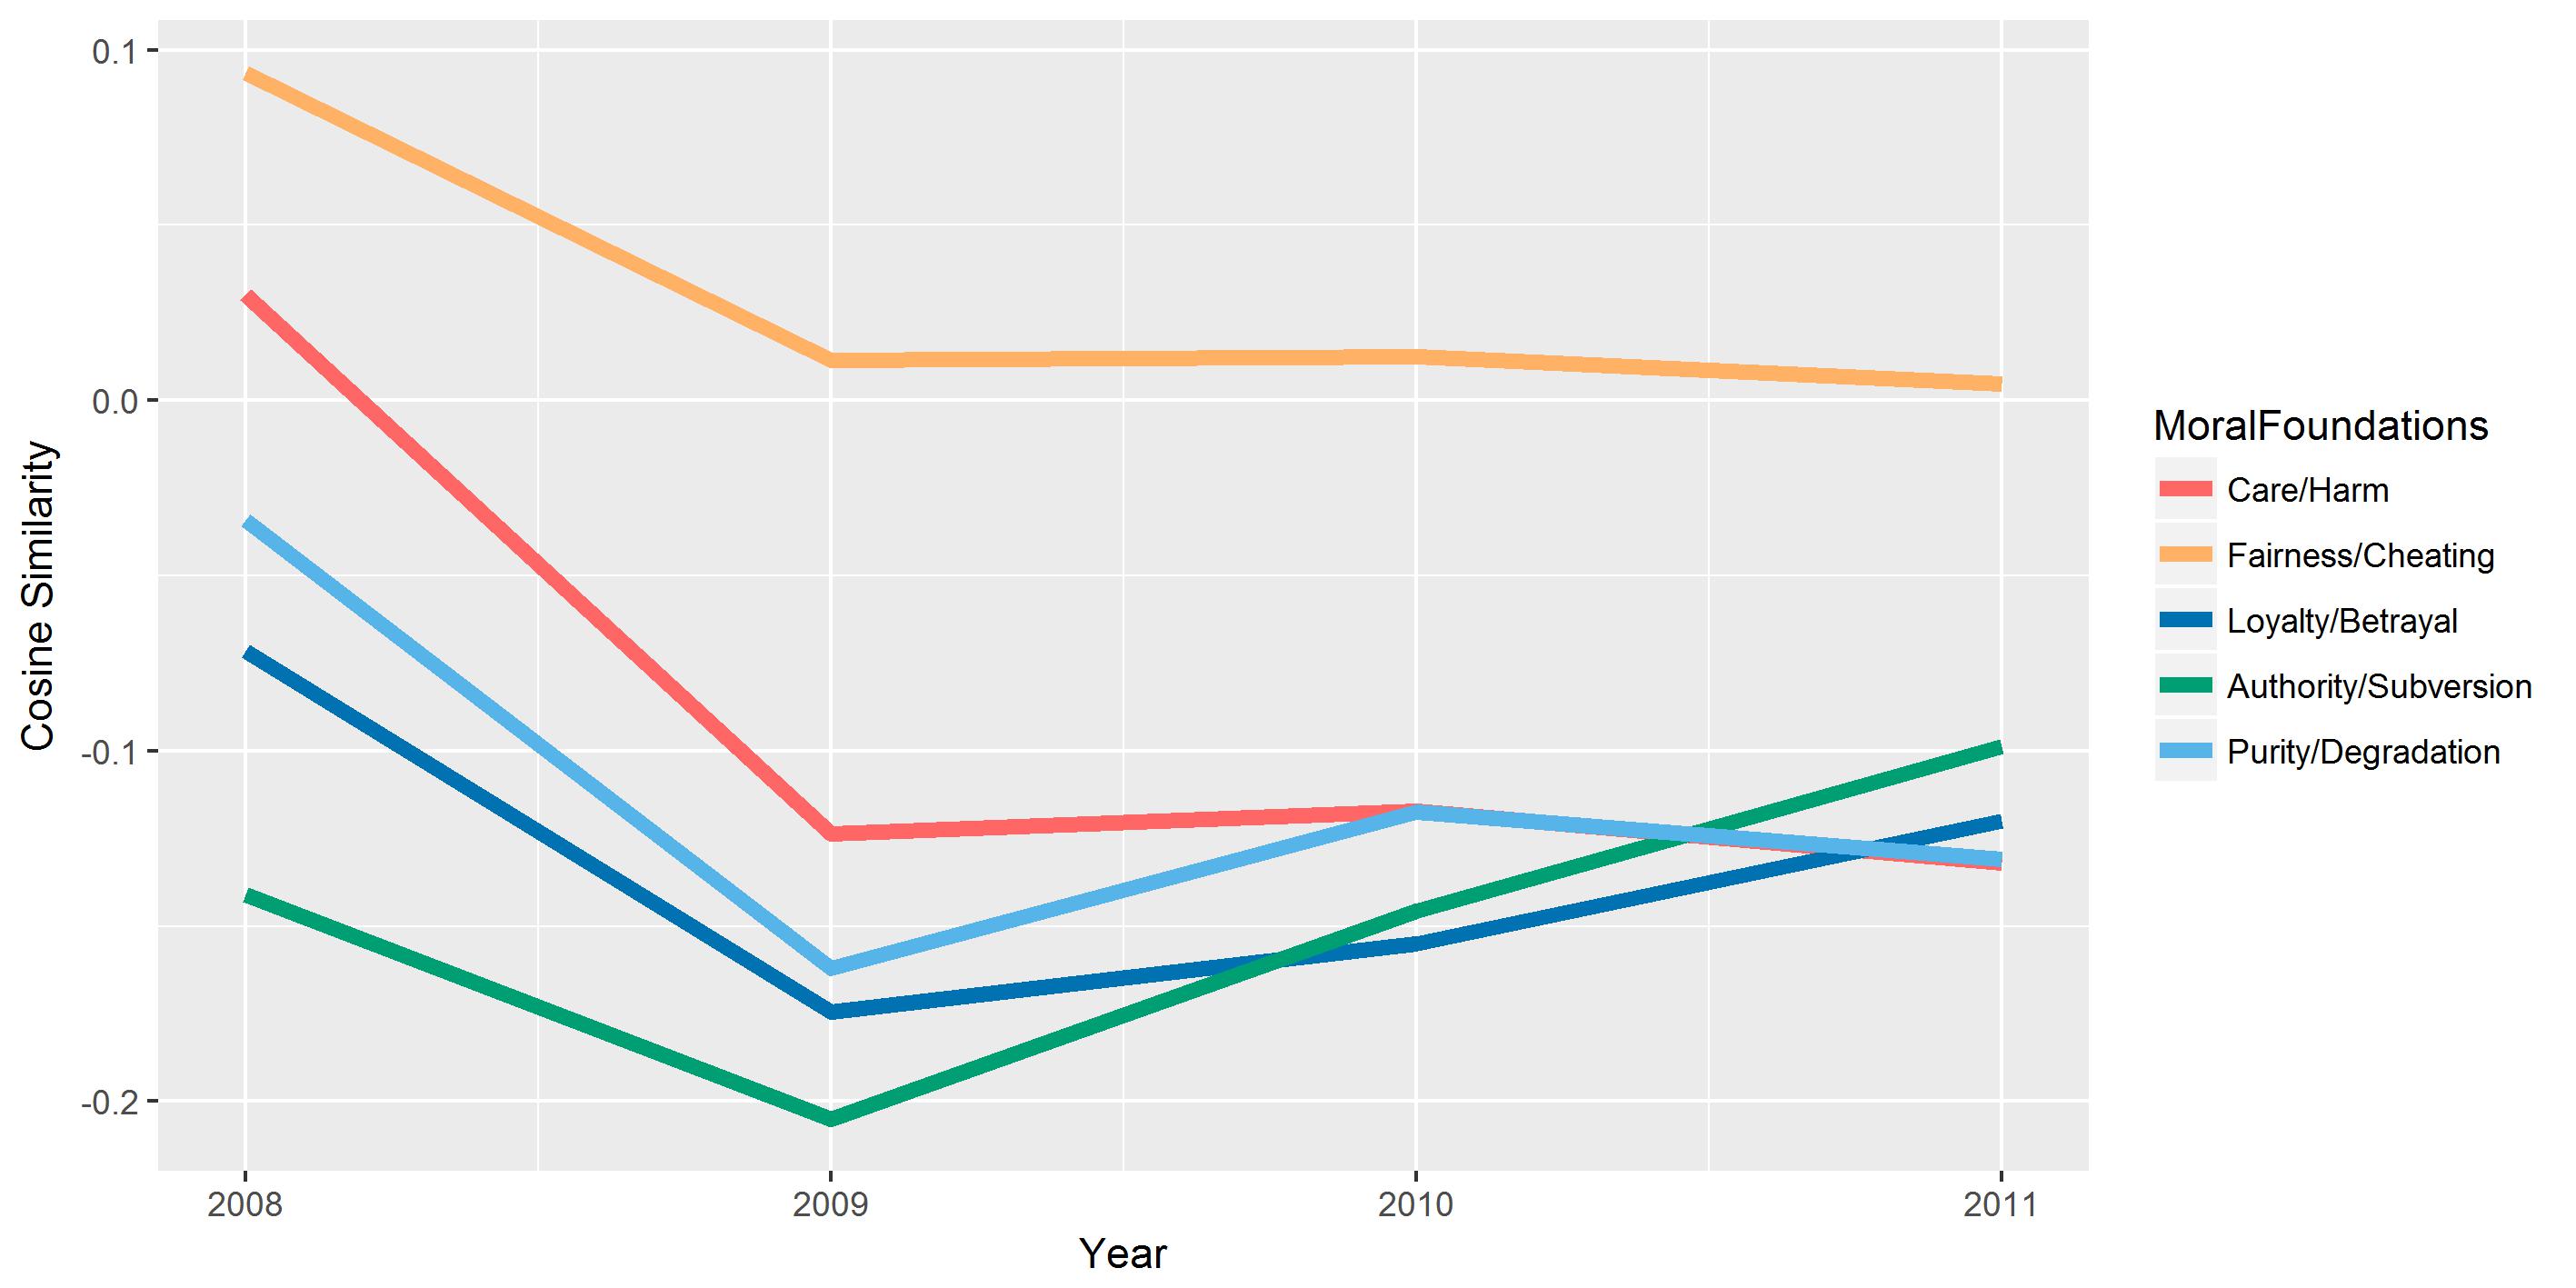 0.1
0.0
-0.1
-0.2
Cosine Similarity
2008
2009
2010
2011
Year
MoralFoundations
Care/Harm
Fairness/Cheating
Loyalty/Betrayal
Authority/Subversion
Purity/Degradation